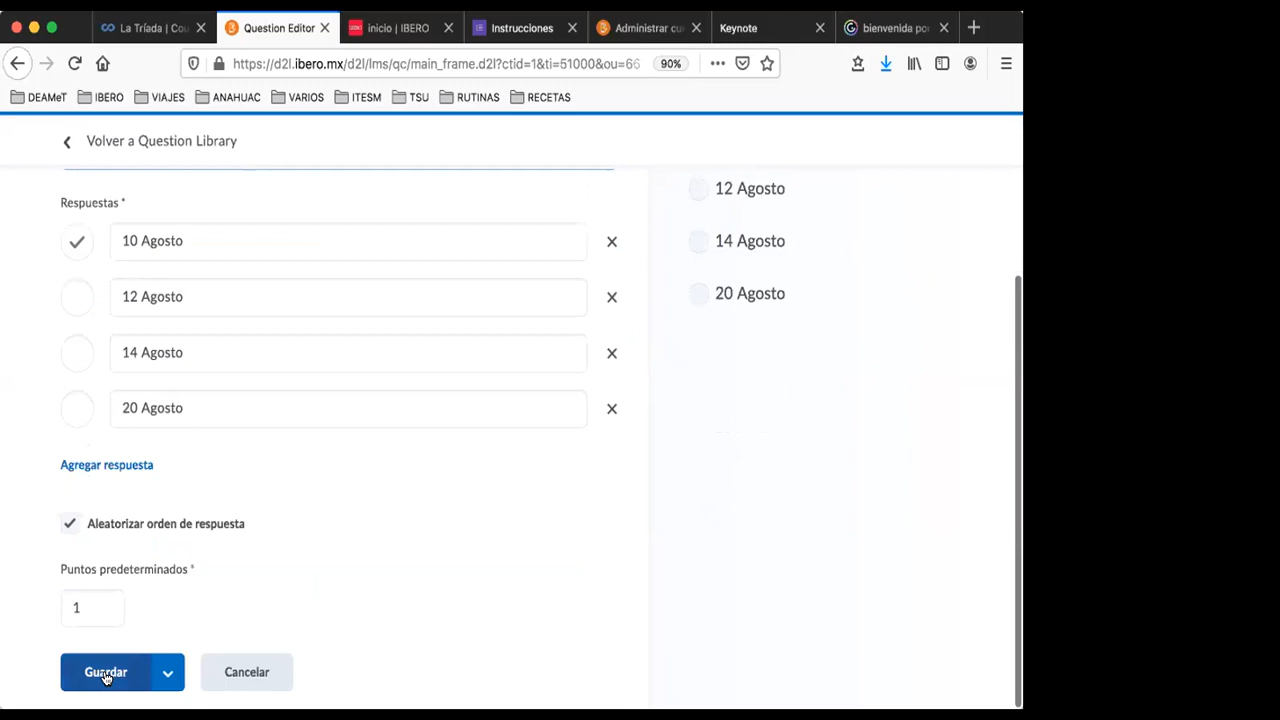 La Tríada | Cou
Question Editor
inicio | IBERO
Instrucciones
Administrar cu
Keynote
bienvenida po
https://d2l.ibero.mx/d2l/lms/qc/main_frame.d2l?ctid=1&ti=51000&ou=66
90%
DEAMeT
IBERO
VIAJES
ANAHUAC
VARIOS
ITESM
TSU
RUTINAS
RECETAS
Volver a Question Library
Respuestas *
10 Agosto
12 Agosto
14 Agosto
20 Agosto
Agregar respuesta
Aleatorizar orden de respuesta
Puntos predeterminados *
1
Guardar
Cancelar
12 Agosto
14 Agosto
20 Agosto